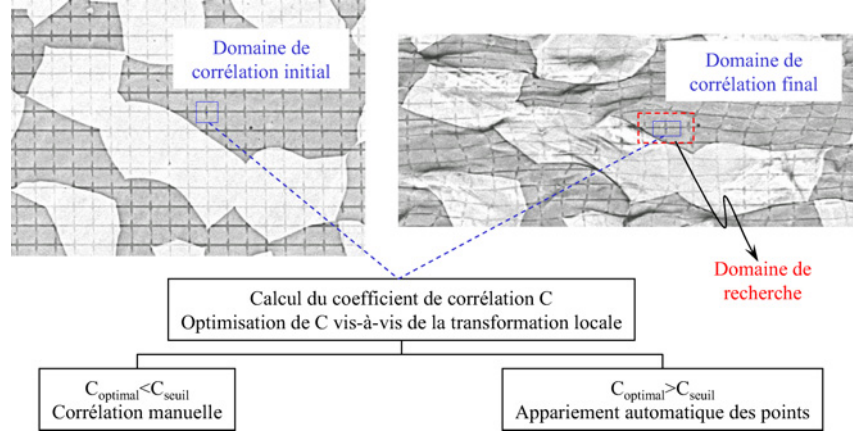 Domaine de
corrélation initial
Domaine de
corrélation final
Domaine de
recherche
Calcul du coefficient de corrélation C
Optimisation de C vis-à-vis de la transformation locale
Coptimal<Cseuil
Corrélation manuelle
Coptimal>Cseuil
Appariement automatique des points